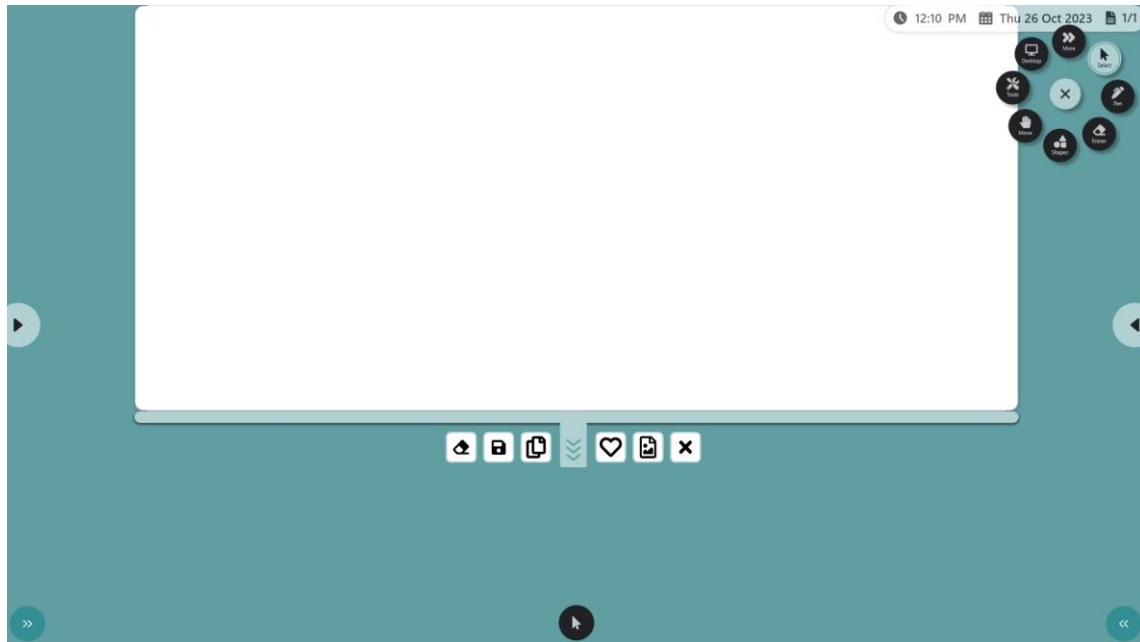 12:10 PM Thu 26 Oct 2023 1/1
More
Desktop
Select
Tools
Pen
Move
Eraser
Shapes